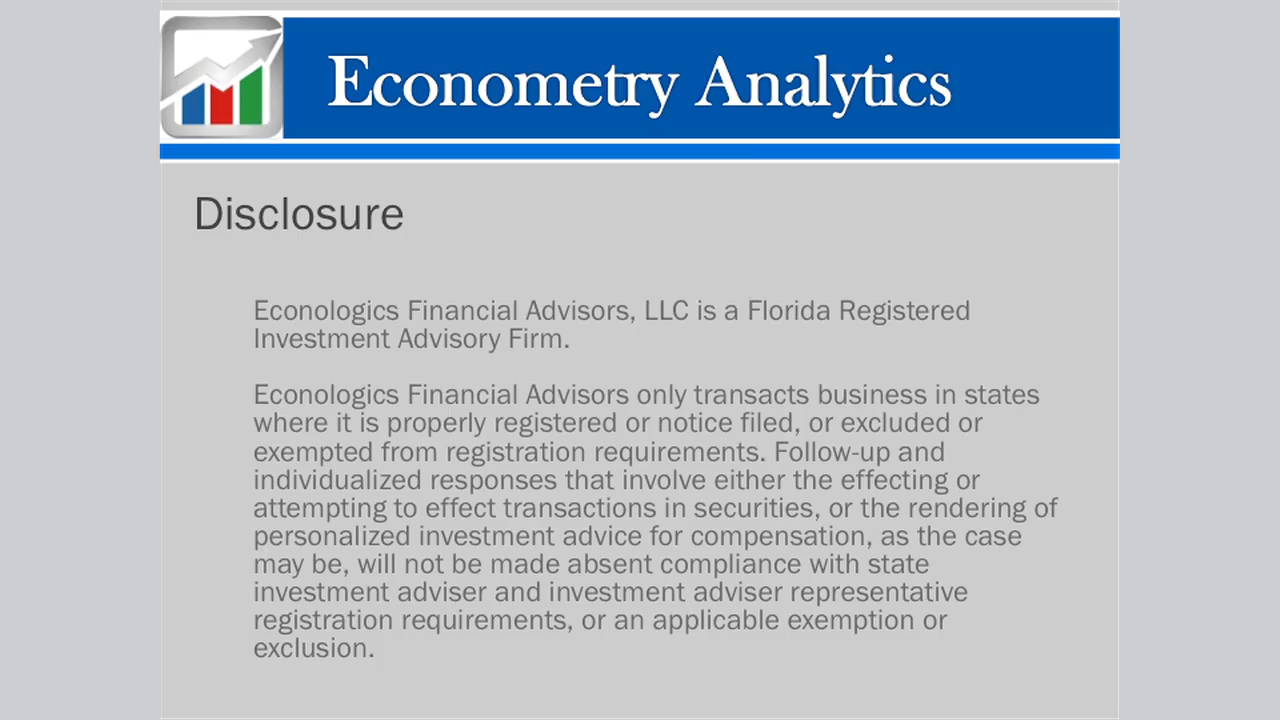 Econometry Analytics
Disclosure
Econologics Financial Advisors, LLC is a Florida Registered
Investment Advisory Firm.
Econologics Financial Advisors only transacts business in states
where it is properly registered or notice filed, or excluded or
exempted from registration requirements. Follow-up and
individualized responses that involve either the effecting or
attempting to effect transactions in securities, or the rendering of
personalized investment advice for compensation, as the case
may be, will not be made absent compliance with state
investment adviser and investment adviser representative
registration requirements, or an applicable exemption or
exclusion.